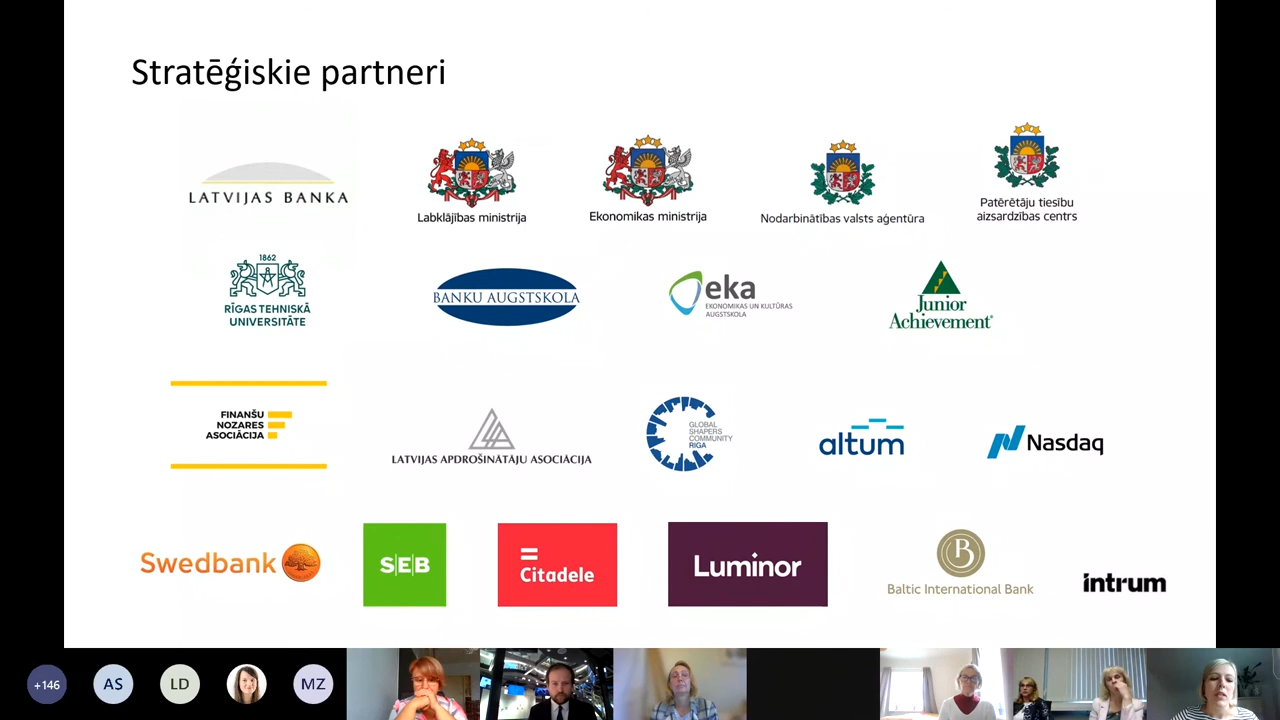 Stratēģiskie partneri
LATVIJAS BANKA
Labklājības ministrija
Ekonomikas ministrija
Nodarbinātības valsts aģentūra
Patērētāju tiesību
aizsardzības centrs
1862
RĪGAS TEHNISKĀ
UNIVERSITĀTE
BANKU AUGSTSKOLA
eka
EKONOMIKAS UN KULTŪRAS
AUGSTSKOLA
Junior
Achievement®
FINANŠU
NOZARES
ASOCIĀCIJA
LATVIJAS APDROŠINĀTĀJU ASOCIĀCIJA
GLOBAL
SHAPERS
COMMUNITY
RIGA
altum
Nasdaq
Swedbank
S|E|B
Citadele
Luminor
B
Baltic International Bank
intrum
+146
AS
LD
MZ